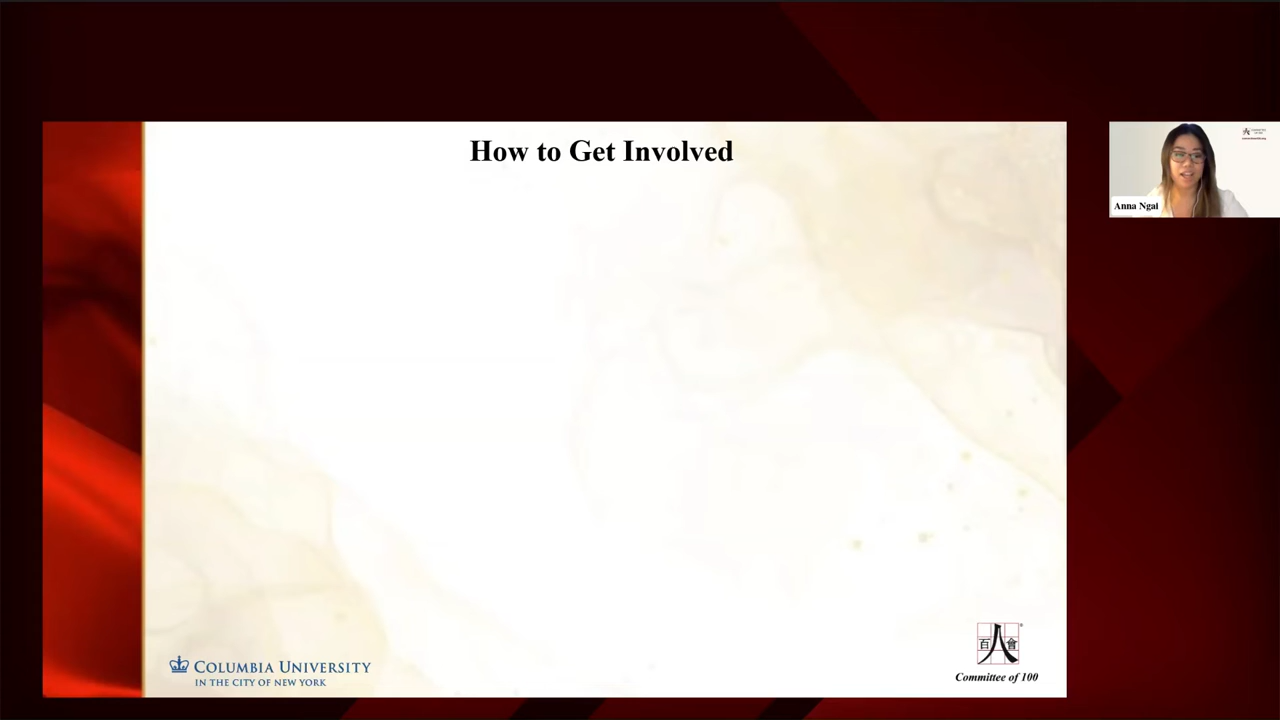 How to Get Involved
Anna Ngai
COLUMBIA UNIVERSITY
IN THE CITY OF NEW YORK
百人會
Committee of 100